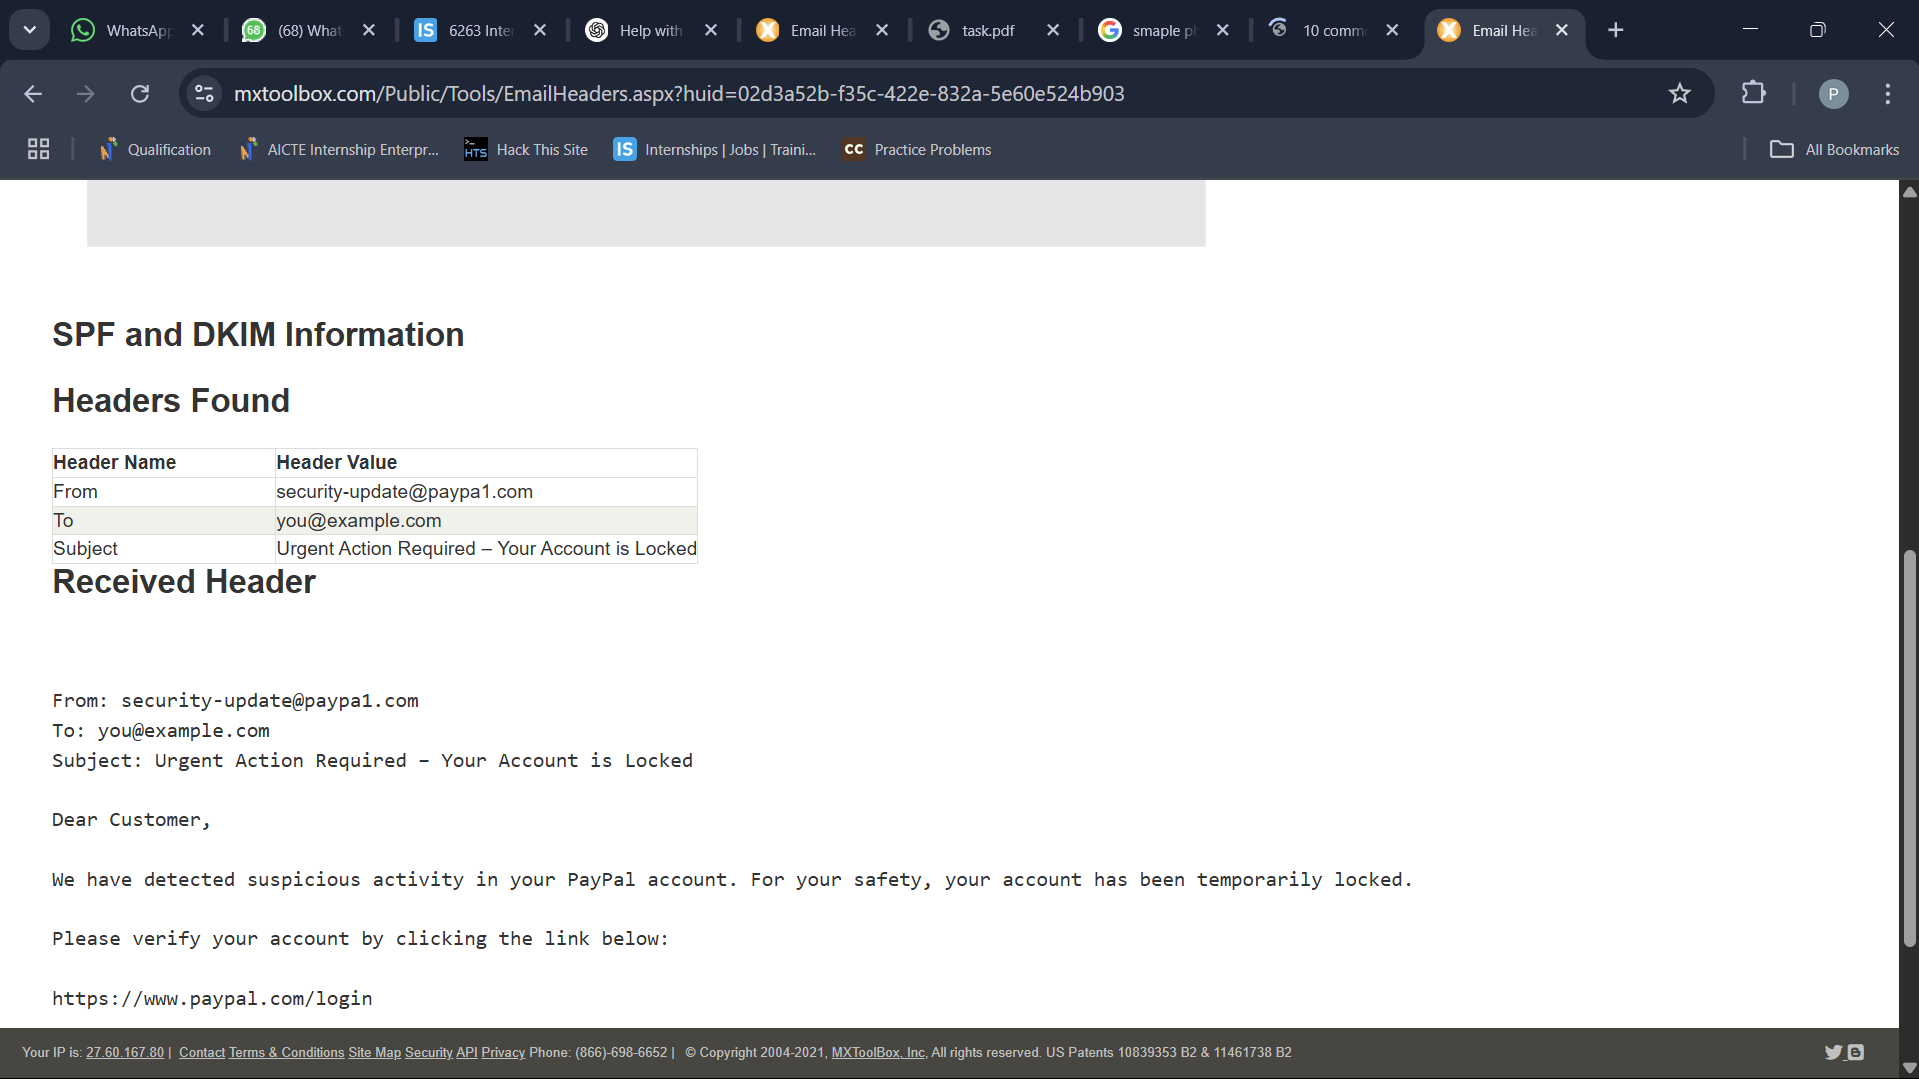 WhatsApp
(68) What
6263 Inter
Help with
Email Hea
task.pdf
smaple pl
10 comm
Email Hea
mxtoolbox.com/Public/Tools/EmailHeaders.aspx?huid=02d3a52b-f35c-422e-832a-5e60e524b903
P
Qualification
AICTE Internship Enterpr...
HTS Hack This Site
IS Internships | Jobs | Traini...
CC Practice Problems
All Bookmarks
SPF and DKIM Information
Headers Found
Header Name Header Value
From security-update@paypa1.com
To you@example.com
Subject Urgent Action Required – Your Account is Locked
Received Header
From: security-update@paypa1.com
To: you@example.com
Subject: Urgent Action Required – Your Account is Locked
Dear Customer,
We have detected suspicious activity in your PayPal account. For your safety, your account has been temporarily locked.
Please verify your account by clicking the link below:
https://www.paypal.com/login
Your IP is: 27.60.167.80 | Contact Terms & Conditions Site Map Security API Privacy Phone: (866)-698-6652 | © Copyright 2004-2021, MXToolBox, Inc, All rights reserved. US Patents 10839353 B2 & 11461738 B2